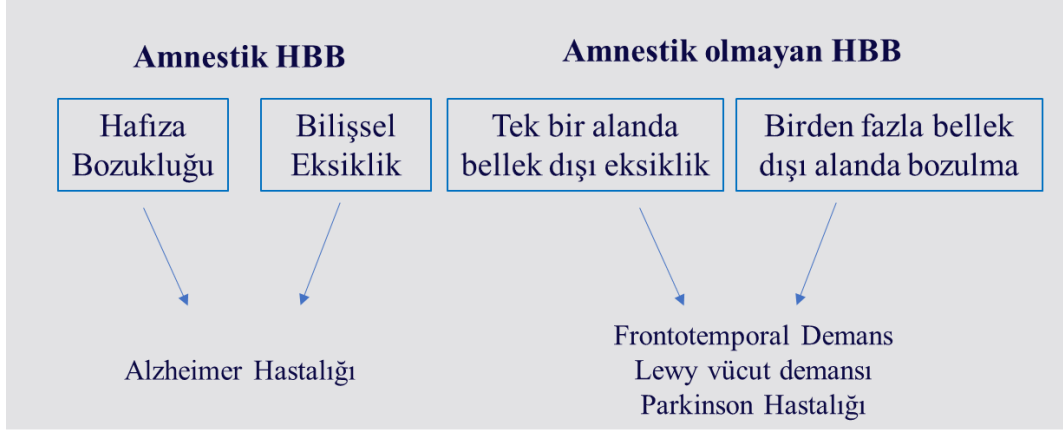 Amnestik HBB
Amnestik olmayan HBB
Hafıza
Bozukluğu
Bilişsel
Eksiklik
Tek bir alanda
bellek dışı eksiklik
Birden fazla bellek
dışı alanda bozulma
Alzheimer Hastalığı
Frontotemporal Demans
Lewy vücut demansı
Parkinson Hastalığı